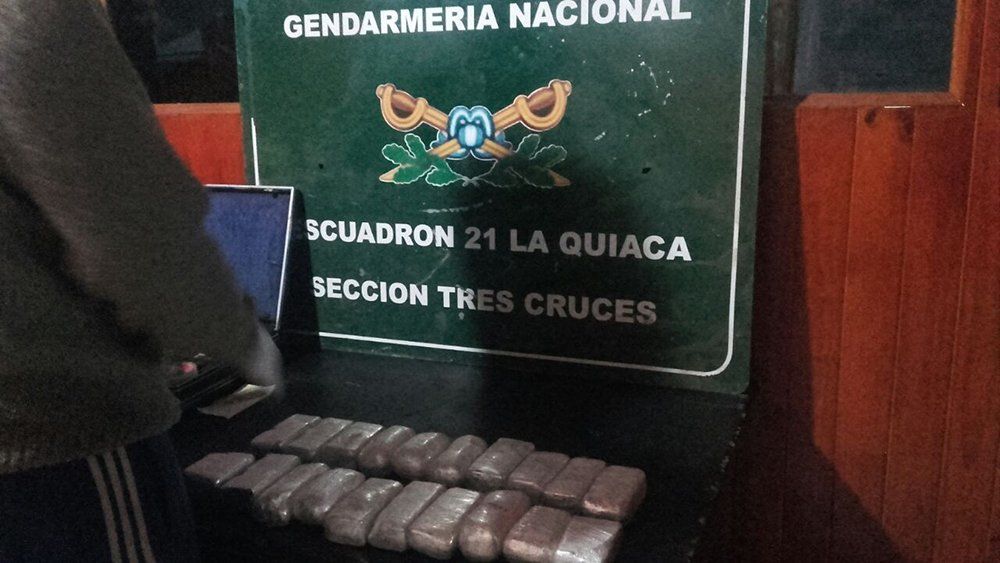 GENDARMERIA NACIONAL
SCUADRON 21 LA QUIACA
SECCION TRES CRUCES